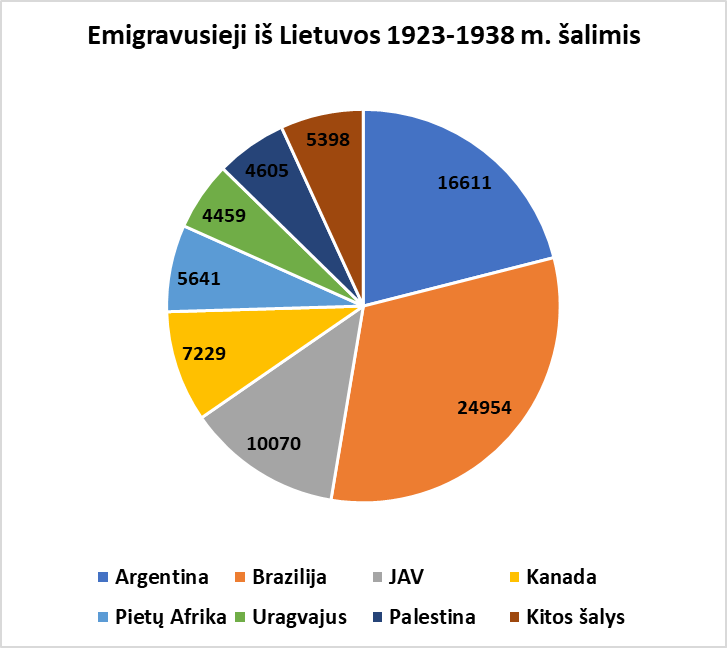 Emigravusieji iš Lietuvos 1923-1938 m. šalimis
5398
16611
4605
4459
5641
7229
24954
10070
Argentina Brazilija JAV Kanada
Pietų Afrika Uragvajus Palestina Kitos šalys